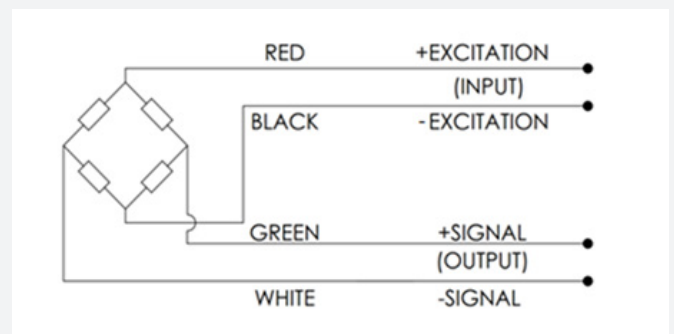 RED +EXCITATION
(INPUT)
BLACK -EXCITATION
GREEN +SIGNAL
(OUTPUT)
WHITE -SIGNAL